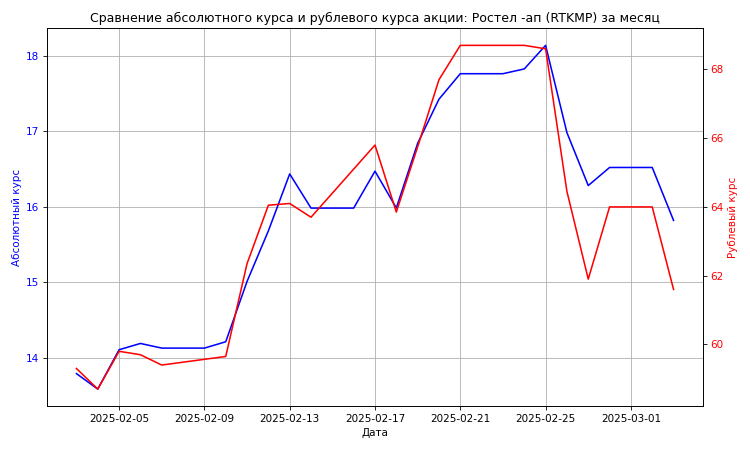 Сравнение абсолютного курса и рублевого курса акции: Ростел -ап (RTKMP) за месяц
18
17
16
15
14
Абсолютный курс
68
66
64
62
60
Рублевый курс
2025-02-05 2025-02-09 2025-02-13 2025-02-17 2025-02-21 2025-02-25 2025-03-01
Дата